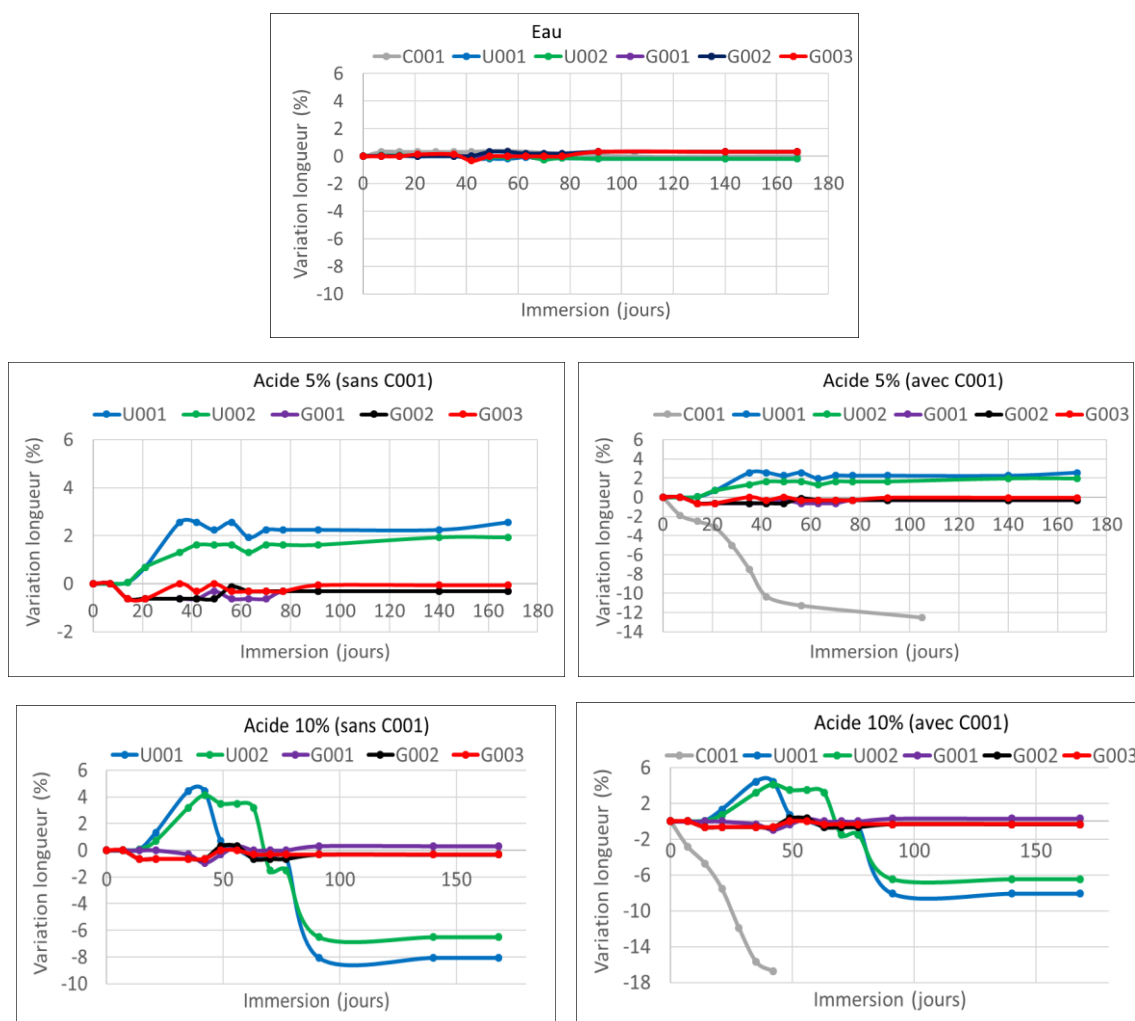 Eau
C001 U001 U002 G001 G002 G003
Variation longueur (%)
6
4
2
0
-2
-4
-6
-8
-10
0 20 40 60 80 100 120 140 160 180
Immersion (jours)
Acide 5% (sans C001)
U001 U002 G001 G002 G003
Variation longueur (%)
6
4
2
0
-2
0 20 40 60 80 100 120 140 160 180
Immersion (jours)
Acide 5% (avec C001)
C001 U001 U002 G001 G002 G003
Variation longueur (%)
6
4
2
0
-2
-4
-6
-8
-10
-12
-14
0 20 40 60 80 100 120 140 160 180
Immersion (jours)
Acide 10% (sans C001)
U001 U002 G001 G002 G003
Variation longueur (%)
6
4
2
0
-2
-4
-6
-8
-10
0 50 100 150
Immersion (jours)
Acide 10% (avec C001)
C001 U001 U002 G001 G002 G003
Variation longueur (%)
6
2
-2
-6
-10
-14
-18
0 50 100 150
Immersion (jours)